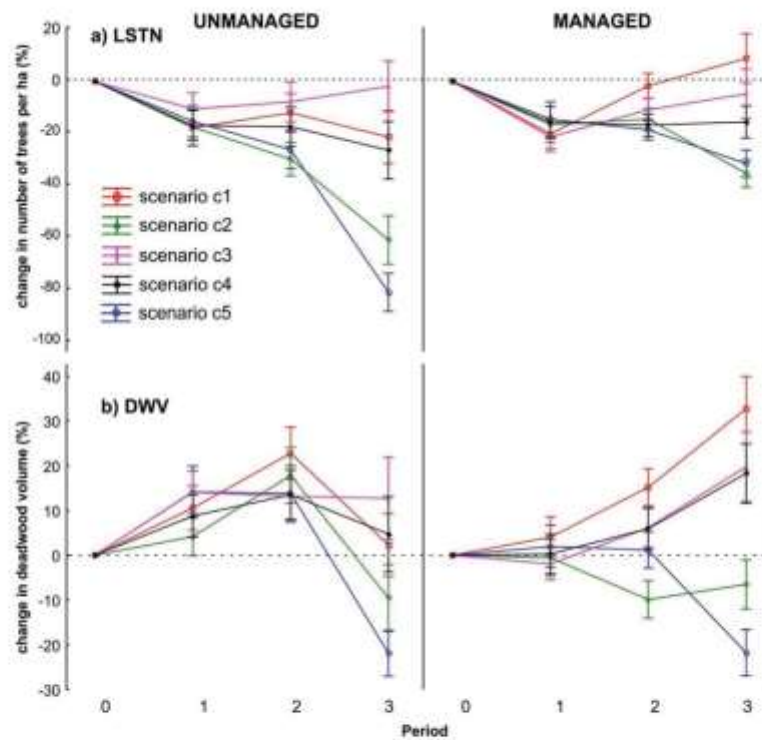 UNMANAGED
MANAGED
a) LSTN
change in number of trees per ha (%)
20
0
-20
-40
-60
-80
-100
scenario c1
scenario c2
scenario c3
scenario c4
scenario c5
b) DWV
change in deadwood volume (%)
40
30
20
10
0
-10
-20
-30
0 1 2 3 0 1 2 3
Period